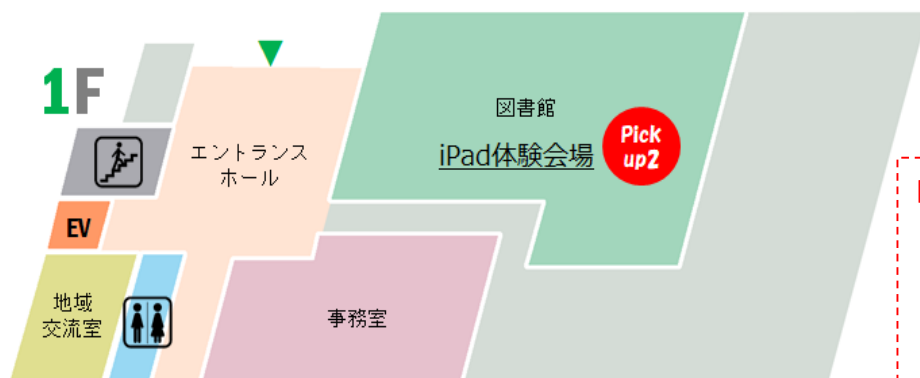 1F
図書館
iPad体験会場
Pick
up2
エントランス
ホール
EV
地域
交流室
事務室